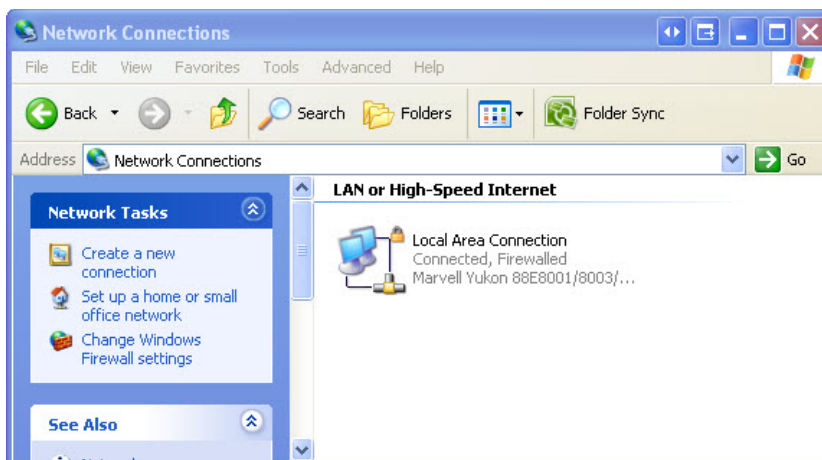 Network Connections
File Edit View Favorites Tools Advanced Help
Back Search Folders Folder Sync
Address Network Connections Go
Network Tasks
Create a new
connection
Set up a home or small
office network
Change Windows
Firewall settings
See Also
LAN or High-Speed Internet
Local Area Connection
Connected, Firewalled
Marvell Yukon 88E8001/8003/...